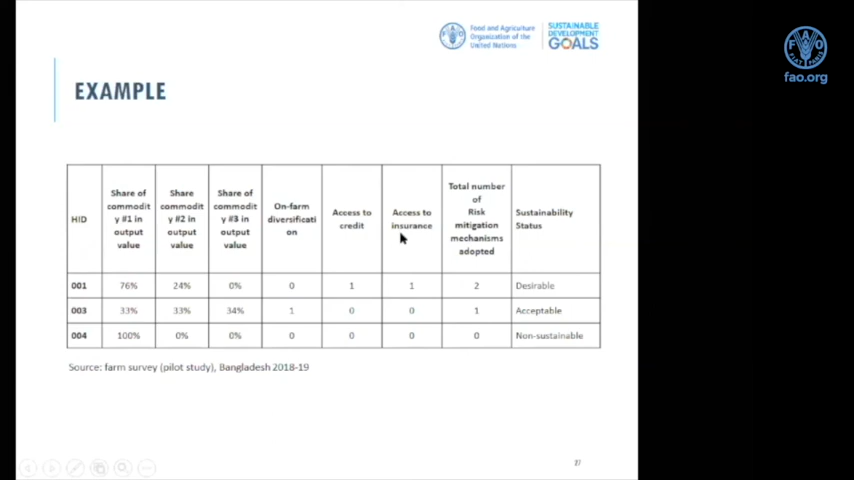 Food and Agriculture
Organization of the
United Nations
SUSTAINABLE
DEVELOPMENT
GOALS
FAO
FIAT PANIS
fao.org
EXAMPLE
HID
Share of
commodit
y #1 in
output
value
Share
commodit
y #2 in
output
value
Share of
commodit
y #3 in
output
value
On-farm
diversificati
on
Access to
credit
Access to
insurance
Total number
of
Risk
mitigation
mechanisms
adopted
Sustainability
Status
001 76% 24% 0% 0 1 1 2 Desirable
003 33% 33% 34% 1 0 0 1 Acceptable
004 100% 0% 0% 0 0 0 0 Non-sustainable
Source: farm survey (pilot study), Bangladesh 2018-19